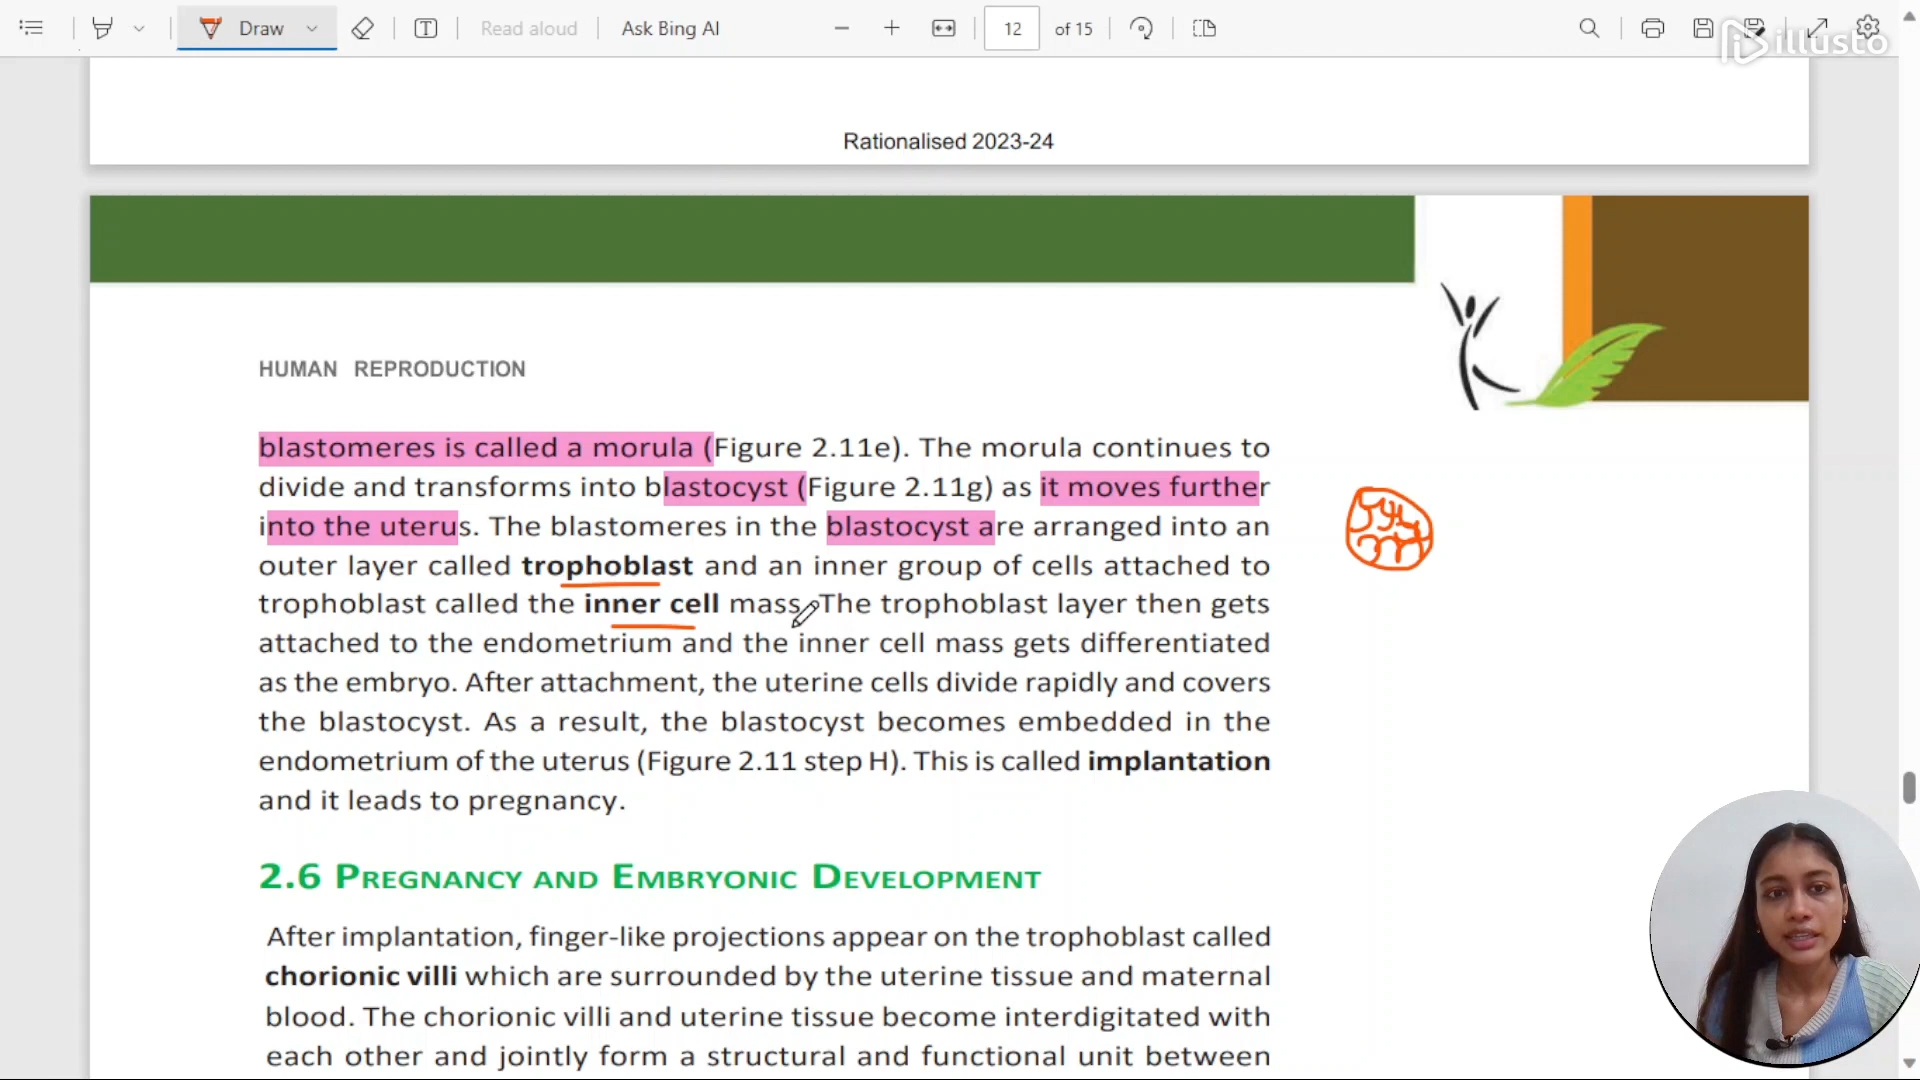 Draw
Read aloud
Ask Bing AI
12 of 15
illusto
Rationalised 2023-24
HUMAN REPRODUCTION
blastomeres is called a morula (Figure 2.11e). The morula continues to
divide and transforms into blastocyst (Figure 2.11g) as it moves further
into the uterus. The blastomeres in the blastocyst are arranged into an
outer layer called trophoblast and an inner group of cells attached to
trophoblast called the inner cell mass. The trophoblast layer then gets
attached to the endometrium and the inner cell mass gets differentiated
as the embryo. After attachment, the uterine cells divide rapidly and covers
the blastocyst. As a result, the blastocyst becomes embedded in the
endometrium of the uterus (Figure 2.11 step H). This is called implantation
and it leads to pregnancy.
2.6 PREGNANCY AND EMBRYONIC DEVELOPMENT
After implantation, finger-like projections appear on the trophoblast called
chorionic villi which are surrounded by the uterine tissue and maternal
blood. The chorionic villi and uterine tissue become interdigitated with
each other and jointly form a structural and functional unit between